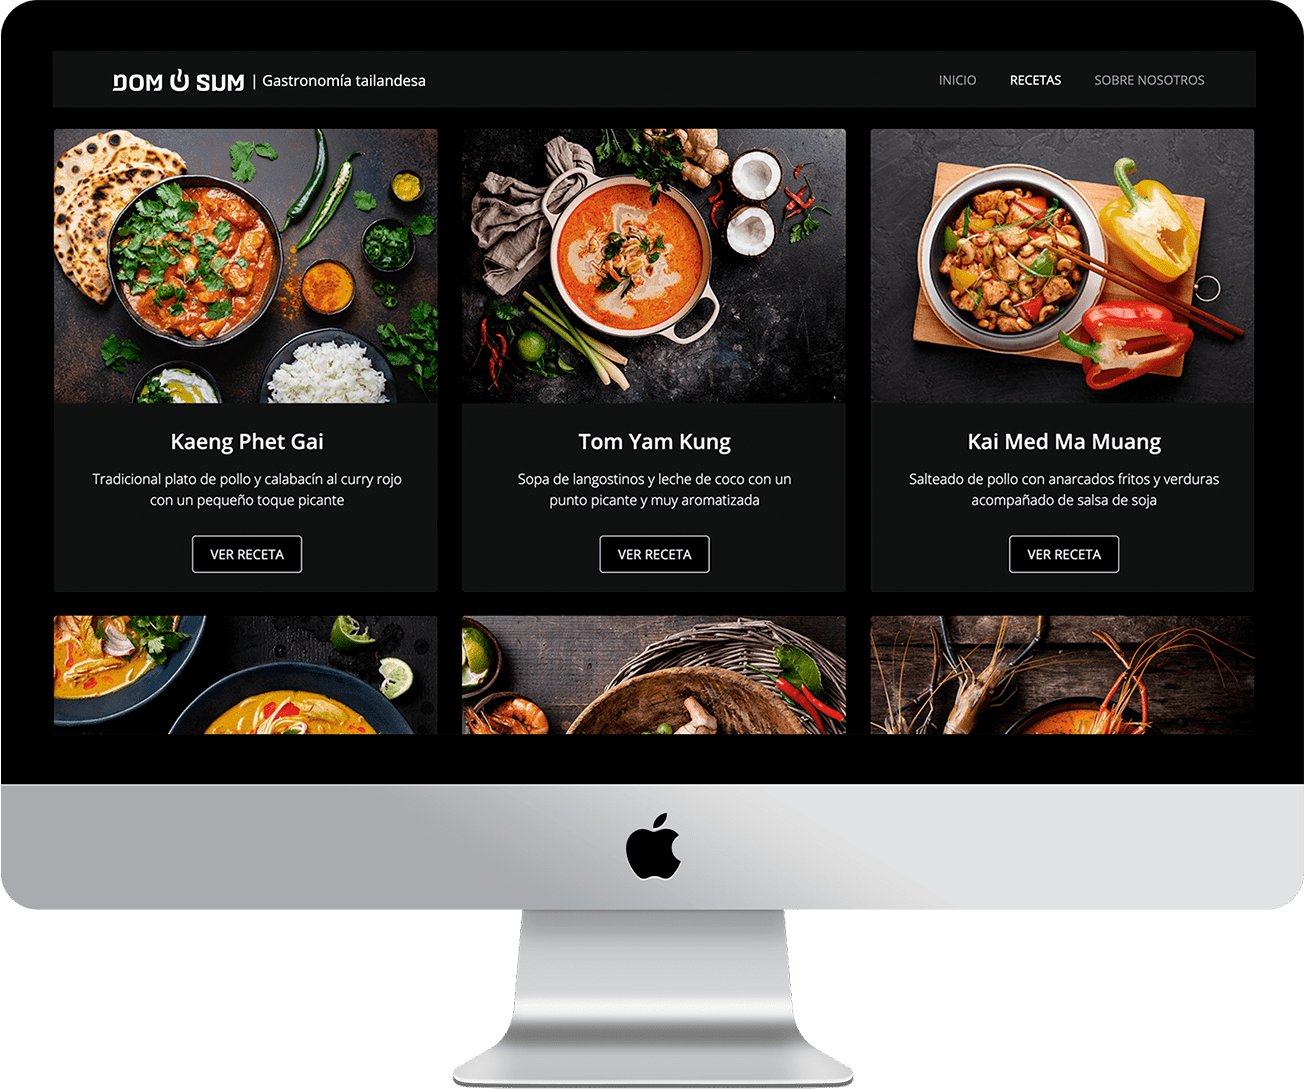 DOM SUM | Gastronomía tailandesa
INICIO RECETAS SOBRE NOSOTROS
Kaeng Phet Gai
Tradicional plato de pollo y calabacín al curry rojo
con un pequeño toque picante
VER RECETA
Tom Yam Kung
Sopa de langostinos y leche de coco con un
punto picante y muy aromatizada
VER RECETA
Kai Med Ma Muang
Salteado de pollo con anarcados fritos y verduras
acompañado de salsa de soja
VER RECETA